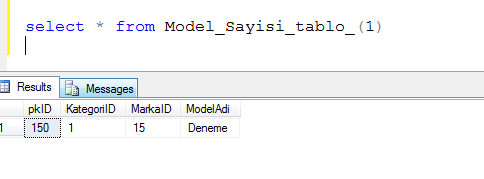 select * from Model_Sayisi_tablo_(1)
Results Messages
pkID KategoriID MarkaID ModelAdi
1 150 1 15 Deneme